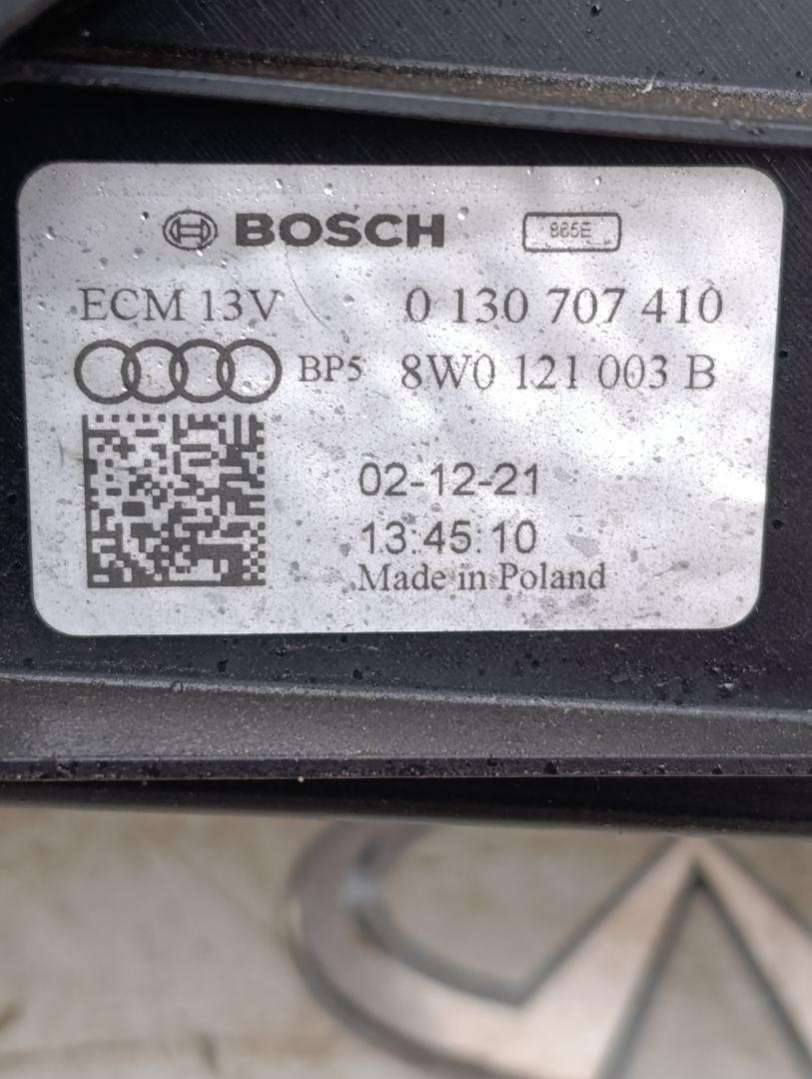 BOSCH 865E
ECM 13V 0 130 707 410
BP5 8W0 121 003 B
02-12-21
13:45:10
Made in Poland